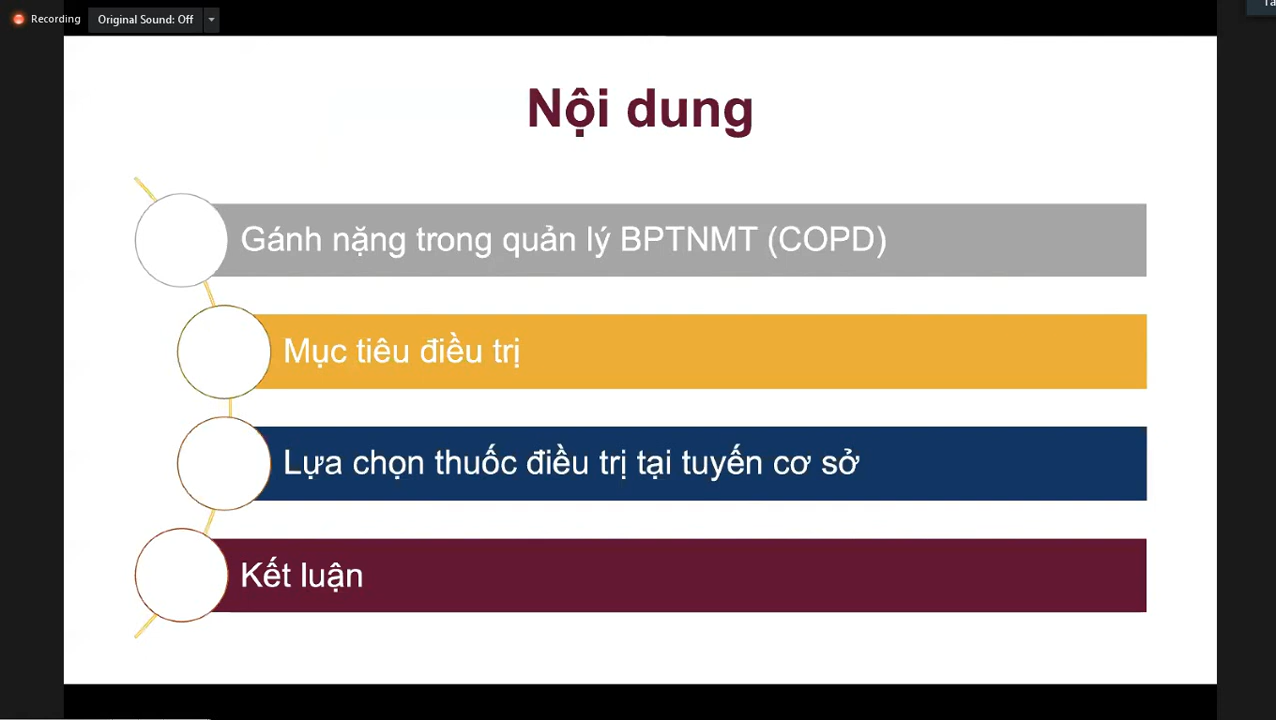 Recording
Original Sound: Off
Nội dung
Gánh nặng trong quản lý BPTNMT (COPD)
Mục tiêu điều trị
Lựa chọn thuốc điều trị tại tuyến cơ sở
Kết luận